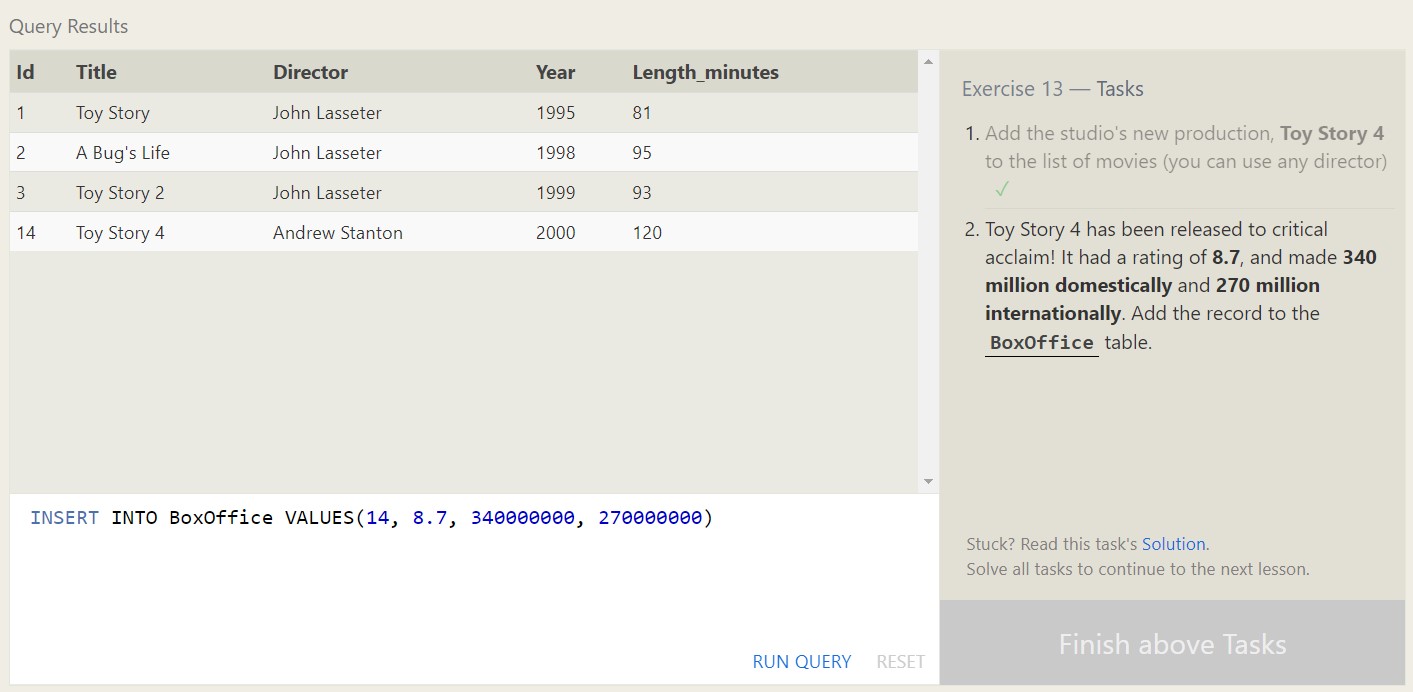 Query Results
Id Title Director Year Length_minutes
1 Toy Story John Lasseter 1995 81
2 A Bug's Life John Lasseter 1998 95
3 Toy Story 2 John Lasseter 1999 93
14 Toy Story 4 Andrew Stanton 2000 120
INSERT INTO BoxOffice VALUES(14, 8.7, 340000000, 270000000)
RUN QUERY RESET
Exercise 13 — Tasks
1. Add the studio's new production, Toy Story 4
to the list of movies (you can use any director)
✓
2. Toy Story 4 has been released to critical
acclaim! It had a rating of 8.7, and made 340
million domestically and 270 million
internationally. Add the record to the
BoxOffice table.
Stuck? Read this task's Solution.
Solve all tasks to continue to the next lesson.
Finish above Tasks